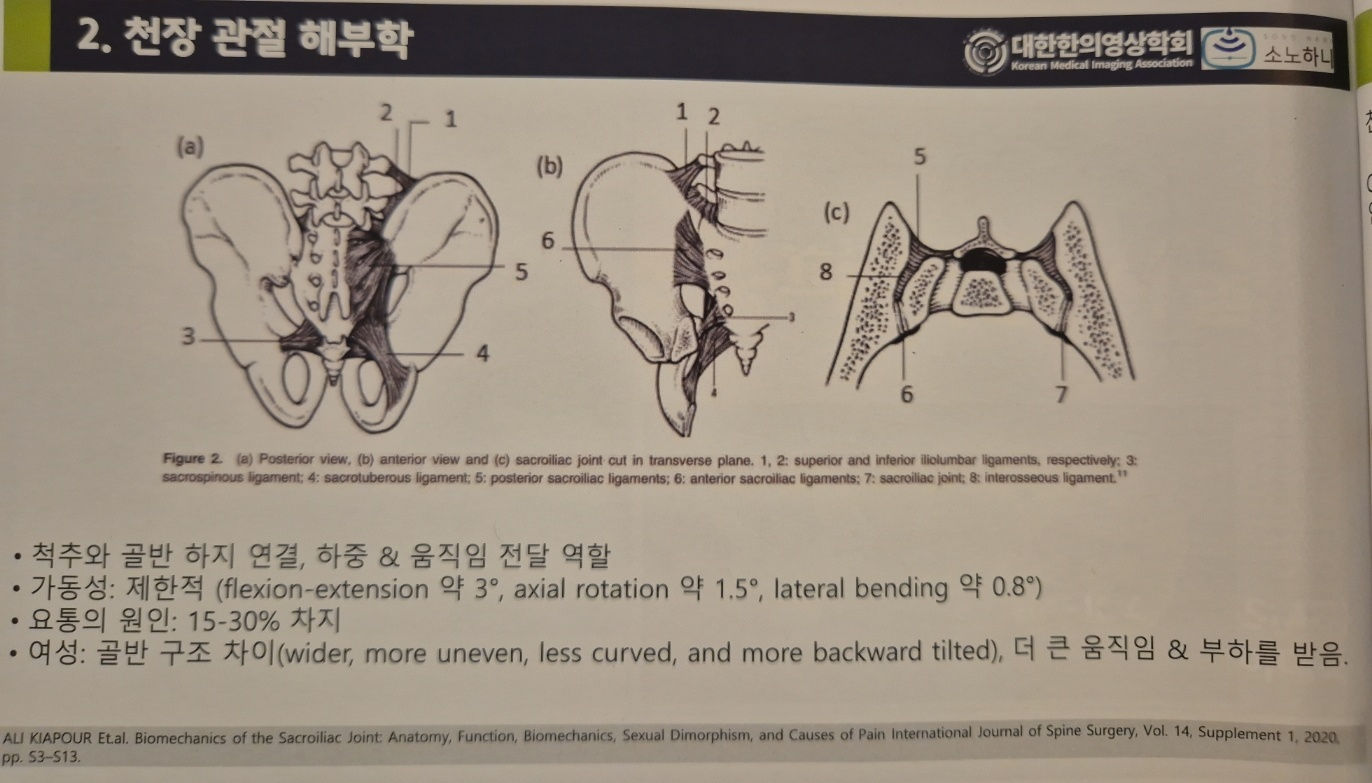 2. 천장 관절 해부학
대한한의영상학회
Korean Medical Imaging Association
소노하니
(a)
2
1
5
3
4
(b)
1
2
6
3
4
(c)
5
8
6
7
Figure 2. (a) Posterior view, (b) anterior view and (c) sacroiliac joint cut in transverse plane. 1, 2: superior and inferior iliolumbar ligaments, respectively; 3:
sacrospinous ligament; 4: sacrotuberous ligament; 5: posterior sacroiliac ligaments; 6: anterior sacroiliac ligaments; 7: sacroiliac joint; 8: interosseous ligament.11
• 척추와 골반 하지 연결, 하중 & 움직임 전달 역할
• 가동성: 제한적 (flexion-extension 약 3°, axial rotation 약 1.5°, lateral bending 약 0.8°)
• 요통의 원인: 15-30% 차지
• 여성: 골반 구조 차이(wider, more uneven, less curved, and more backward tilted), 더 큰 움직임 & 부하를 받음.
ALI KIAPOUR Et.al. Biomechanics of the Sacroiliac Joint: Anatomy, Function, Biomechanics, Sexual Dimorphism, and Causes of Pain International Journal of Spine Surgery, Vol. 14, Supplement 1, 2020,
pp. S3–S13.